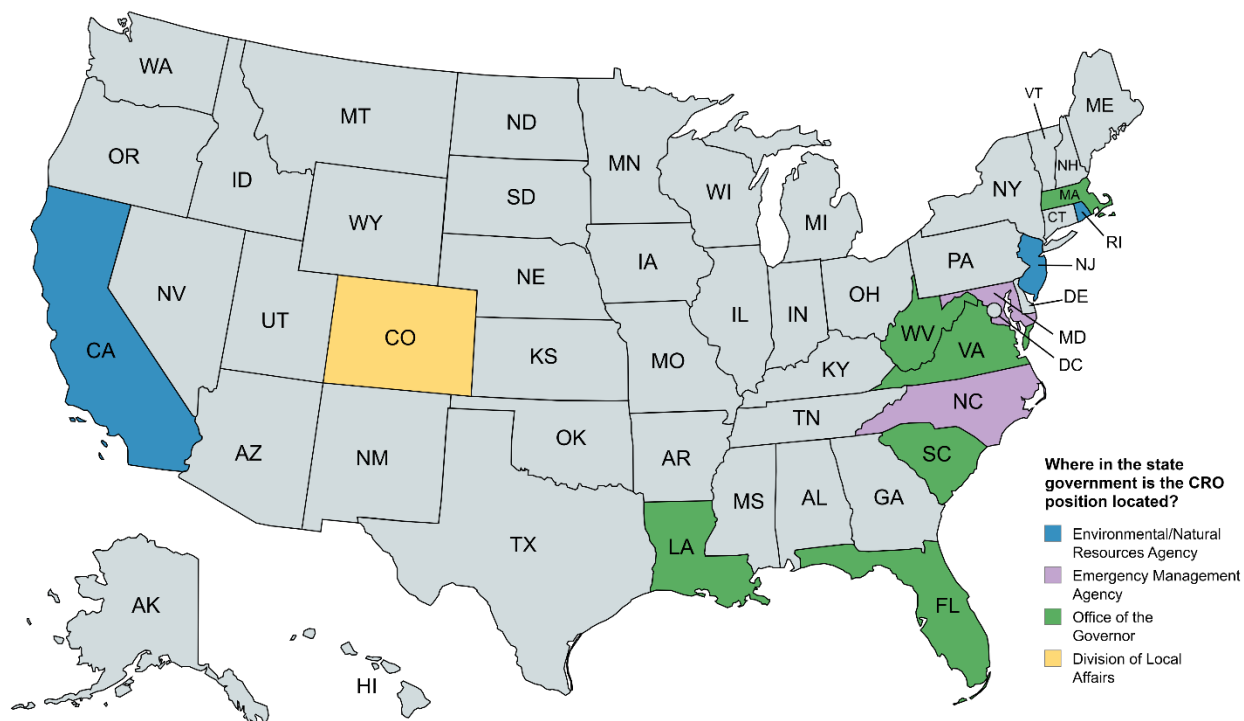 WA
OR
CA
ID
NV
MT
WY
UT
CO
AZ
NM
ND
SD
NE
KS
OK
TX
MN
IA
MO
AR
LA
WI
IL
MS
MI
IN
OH
KY
TN
AL
GA
FL
SC
NC
VA
WV
PA
NY
VT
NH
ME
MA
CT
RI
NJ
DE
MD
DC
AK
HI
Where in the state
government is the CRO
position located?
Environmental/Natural
Resources Agency
Emergency Management
Agency
Office of the
Governor
Division of Local
Affairs